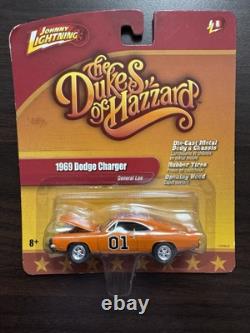 JOHNNY
LIGHTNING
The
Dukes
of Hazzard
1969 Dodge Charger
General Lee
Die-Cast Metal
Body & Chassis
Rubber Tires
Opening Hood
8+
01